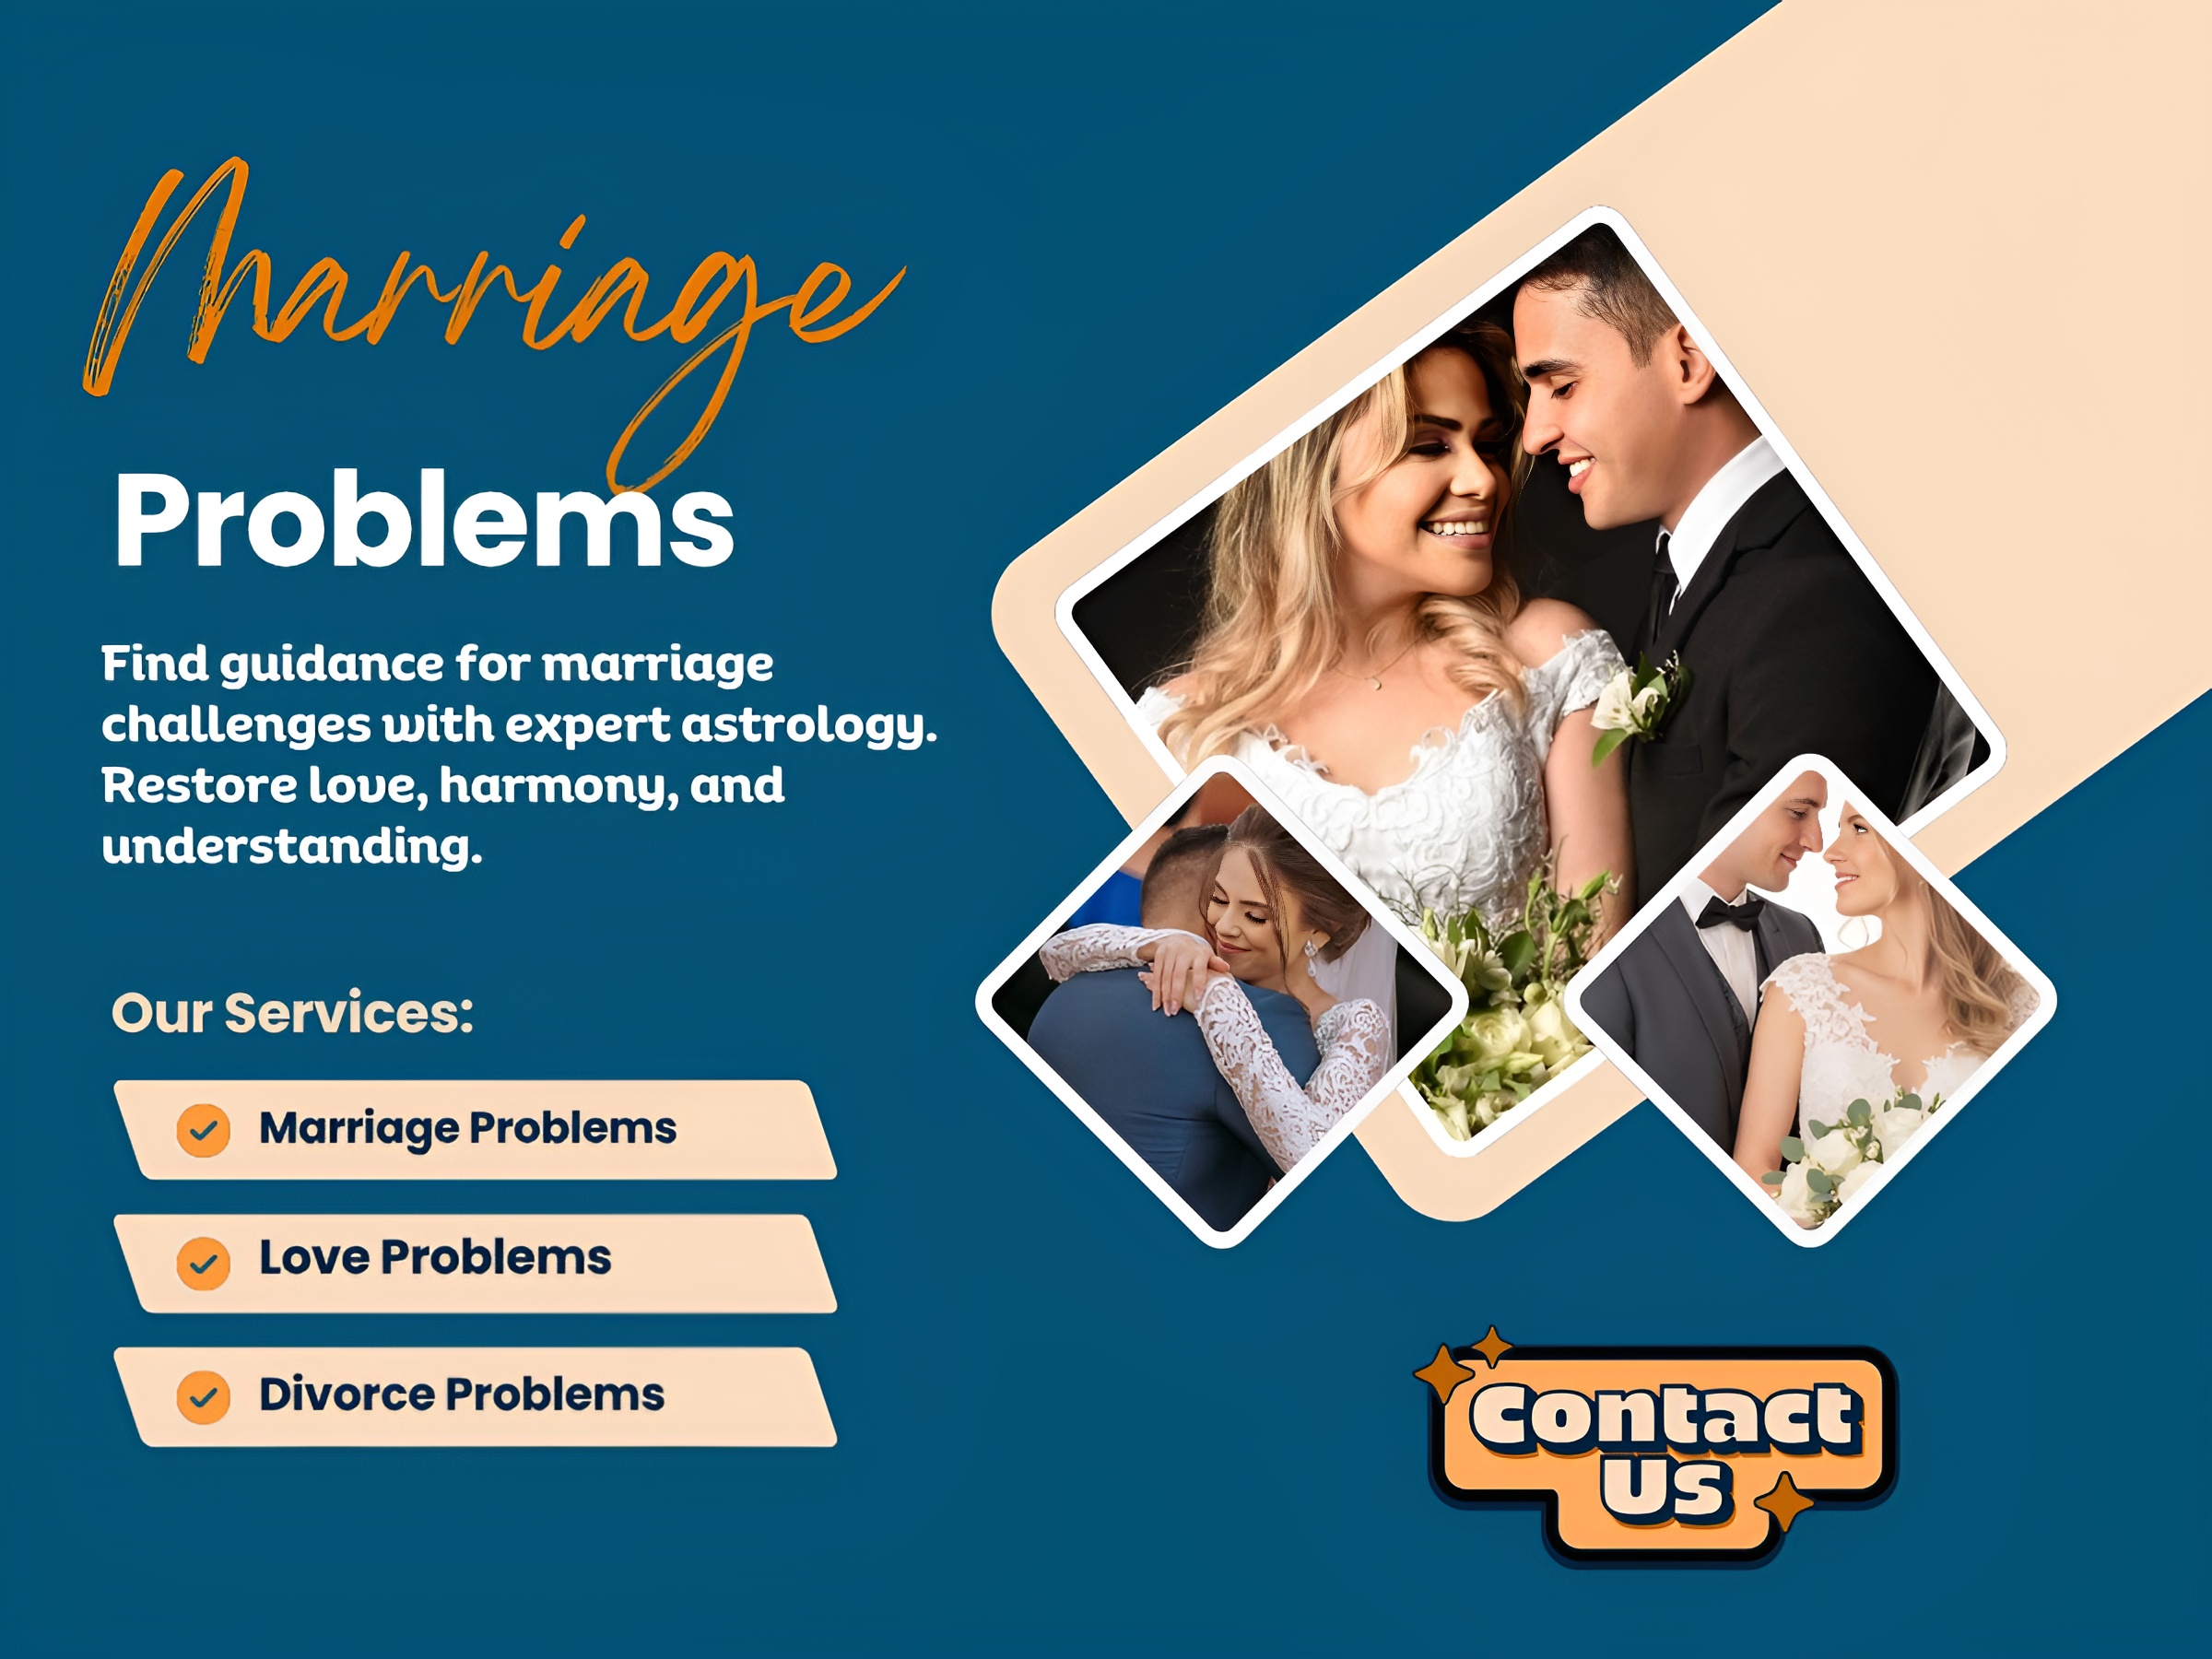 Marriage
Problems
Find guidance for marriage
challenges with expert astrology.
Restore love, harmony, and
understanding.
Our Services:
Marriage Problems
Love Problems
Divorce Problems
Contact
Us